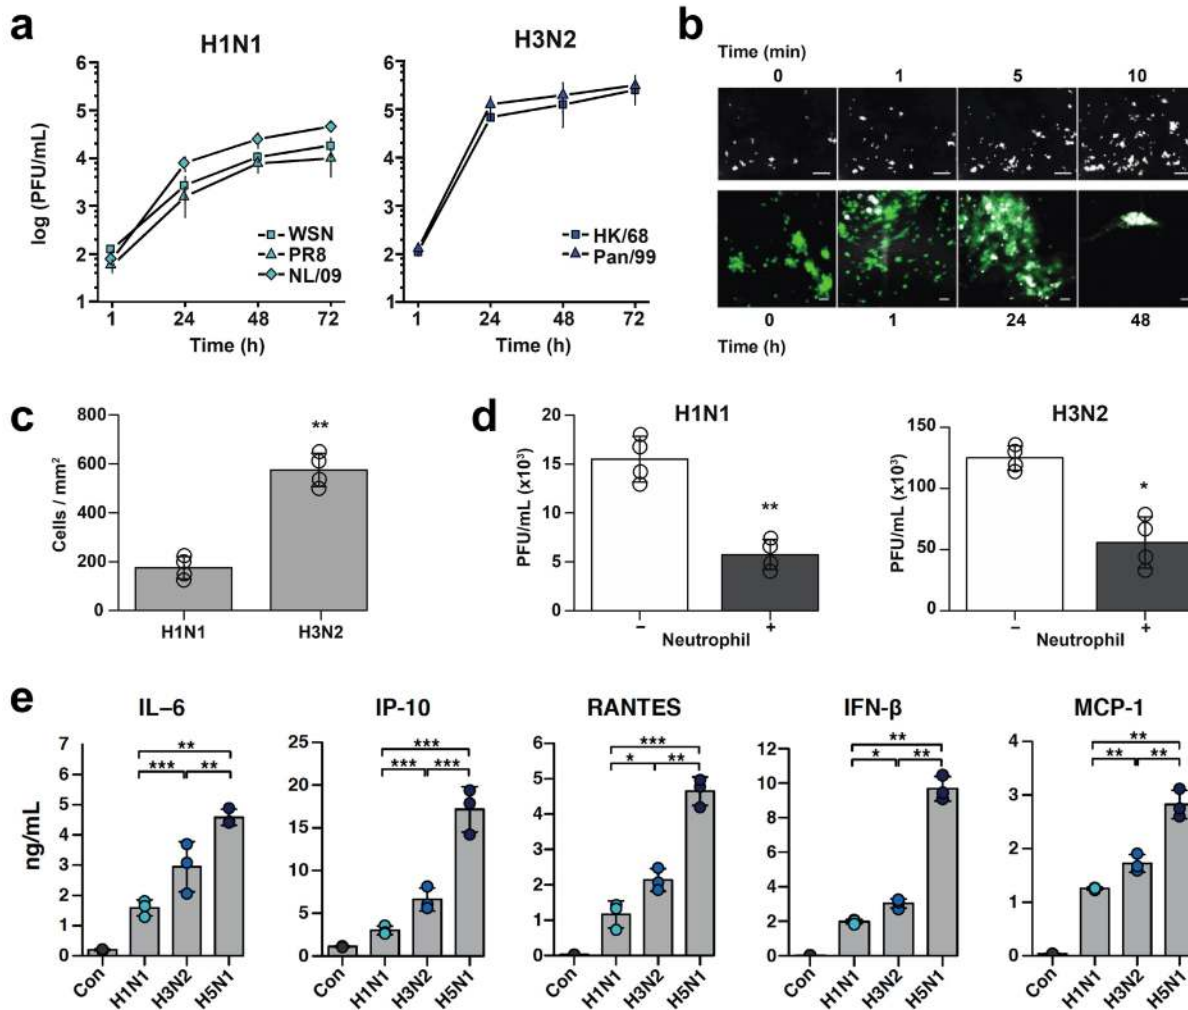 a
H1N1
log (PFU/mL)
6
5
4
3
2
1
WSN
PR8
NL/09
1
24
48
72
Time (h)
H3N2
6
5
4
3
2
1
HK/68
Pan/99
1
24
48
72
Time (h)
b
Time (min)
0
1
5
10
0
1
24
48
Time (h)
c
Cells / mm²
800
600
400
200
0
**
H1N1
H3N2
d
H1N1
PFU/mL (x10³)
20
15
10
5
0
**
–
+
Neutrophil
H3N2
PFU/mL (x10³)
150
100
50
0
*
–
+
Neutrophil
e
ng/mL
IL–6
7
6
5
4
3
2
1
0
**
*** **
Con
H1N1
H3N2
H5N1
IP-10
25
20
15
10
5
0
***
*** ***
Con
H1N1
H3N2
H5N1
RANTES
6
5
4
3
2
1
0
***
* **
Con
H1N1
H3N2
H5N1
IFN-β
12
10
8
6
4
2
0
**
* **
Con
H1N1
H3N2
H5N1
MCP-1
4
3
2
1
0
**
** **
Con
H1N1
H3N2
H5N1